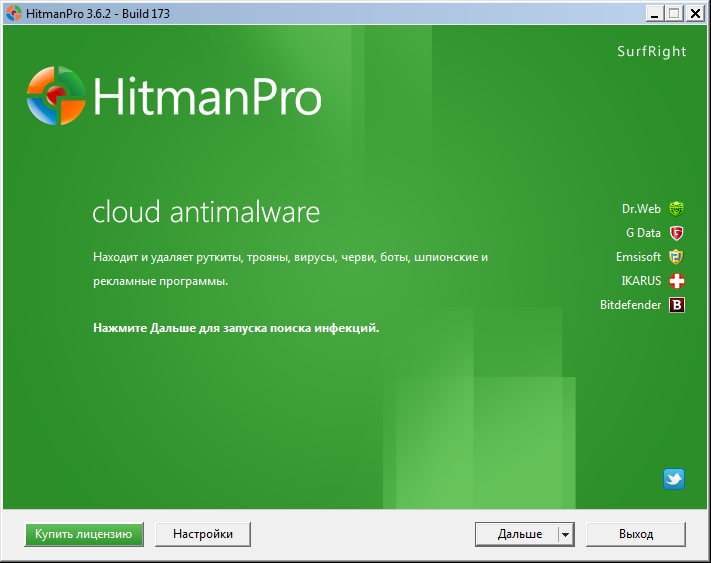 HitmanPro 3.6.2 - Build 173
SurfRight
HitmanPro
cloud antimalware
Находит и удаляет руткиты, трояны, вирусы, черви, боты, шпионские и
рекламные программы.
Нажмите Дальше для запуска поиска инфекций.
Dr.Web
G Data
Emsisoft
IKARUS
Bitdefender
B
Купить лицензию
Настройки
Дальше
Выход